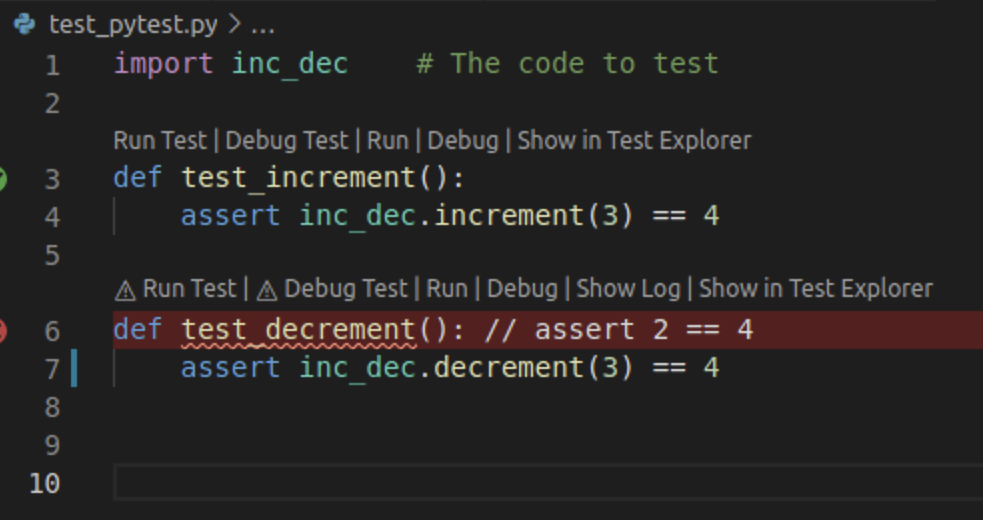 test_pytest.py > ...
1 import inc_dec    # The code to test
2
Run Test | Debug Test | Run | Debug | Show in Test Explorer
3 def test_increment():
4     assert inc_dec.increment(3) == 4
5
⚠ Run Test | ⚠ Debug Test | Run | Debug | Show Log | Show in Test Explorer
6 def test_decrement(): // assert 2 == 4
7     assert inc_dec.decrement(3) == 4
8
9
10